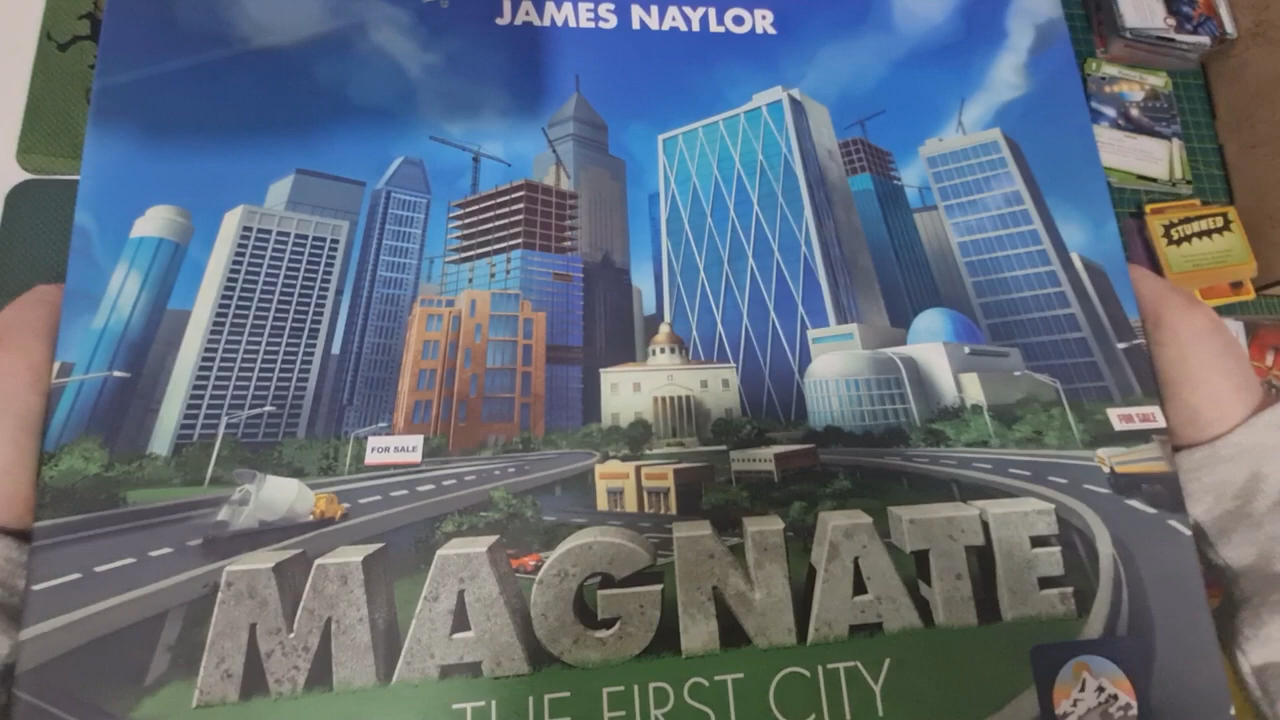 JAMES NAYLOR
STUNNED
FOR SALE
FOR SALE
MAGNATE
THE FIRST CITY